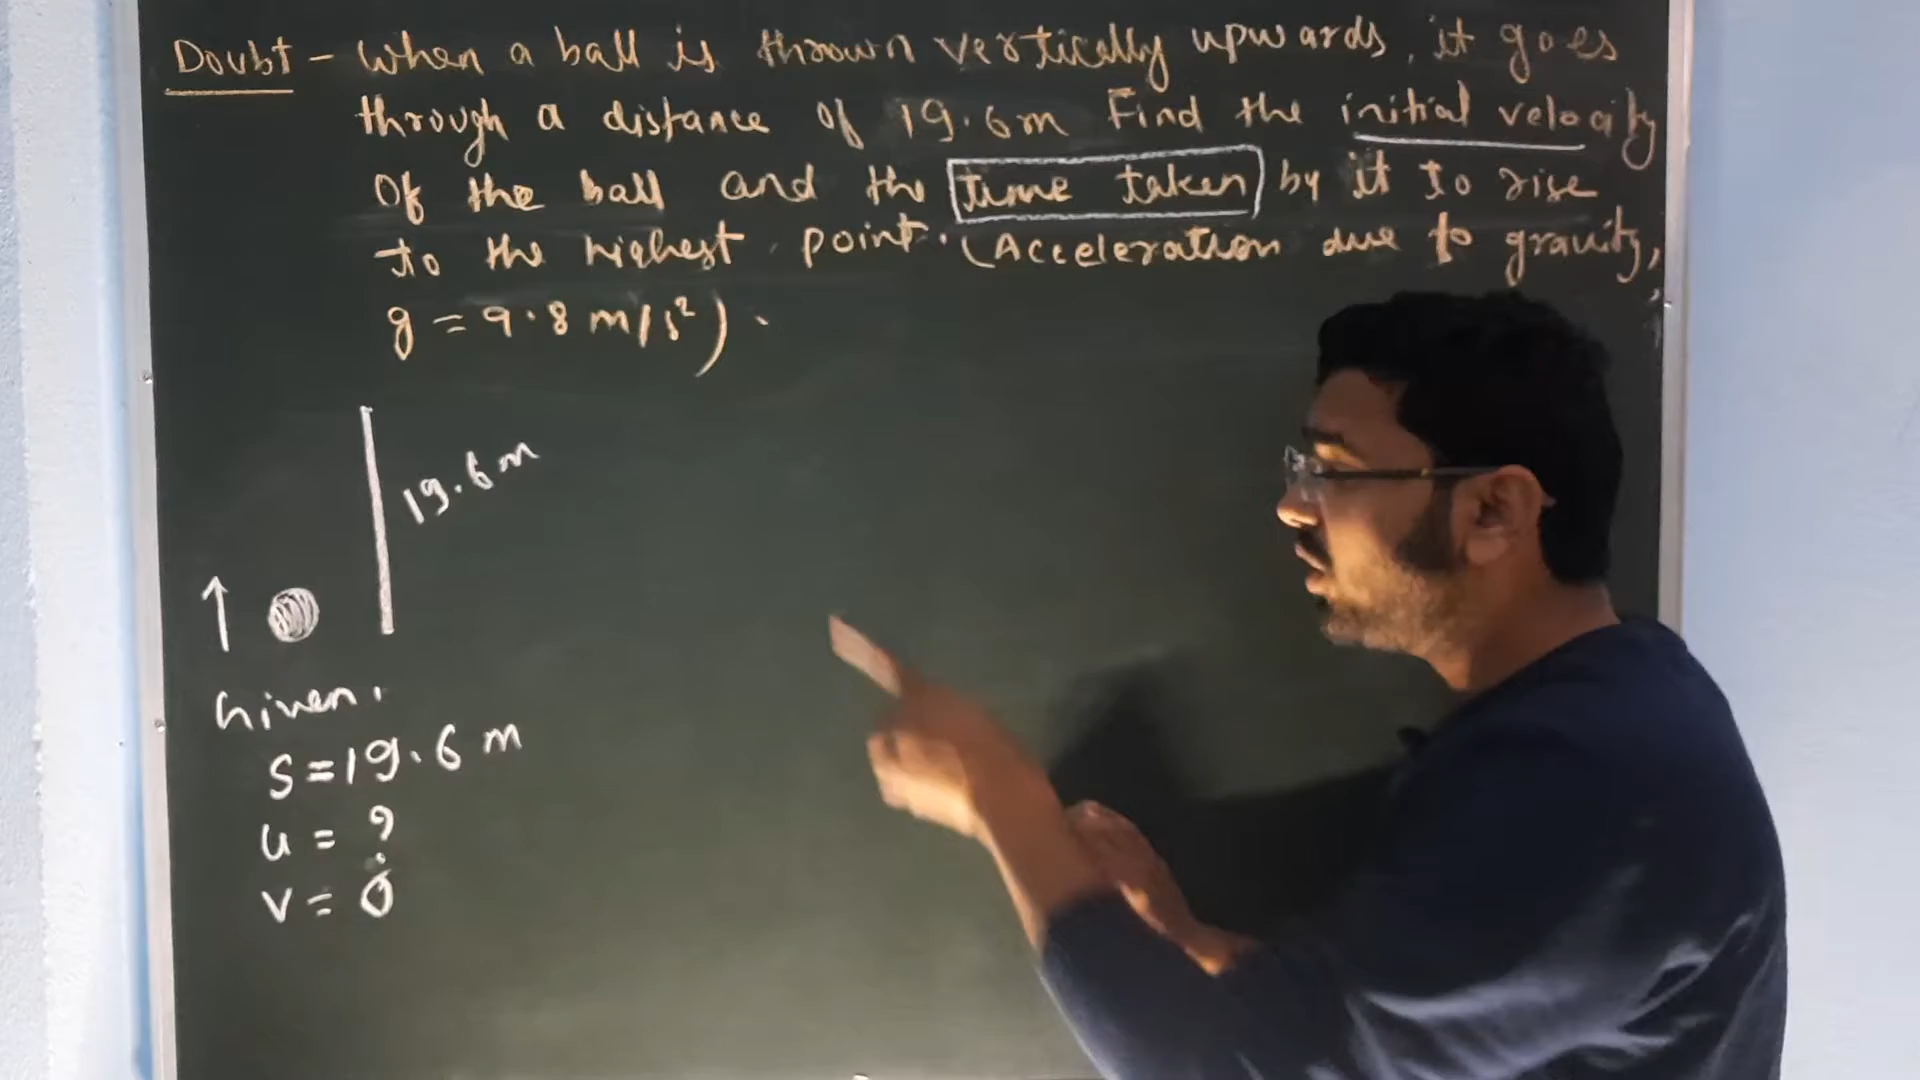 Doubt - When a ball is thrown vertically upwards, it goes
through a distance of 19.6m Find the initial velocity
Of the ball and the time taken by it to rise
to the highest point. (Acceleration due to gravity,
g = 9.8 m/s²).
19.6m
Given,
S = 19.6 m
u = ?
v = 0